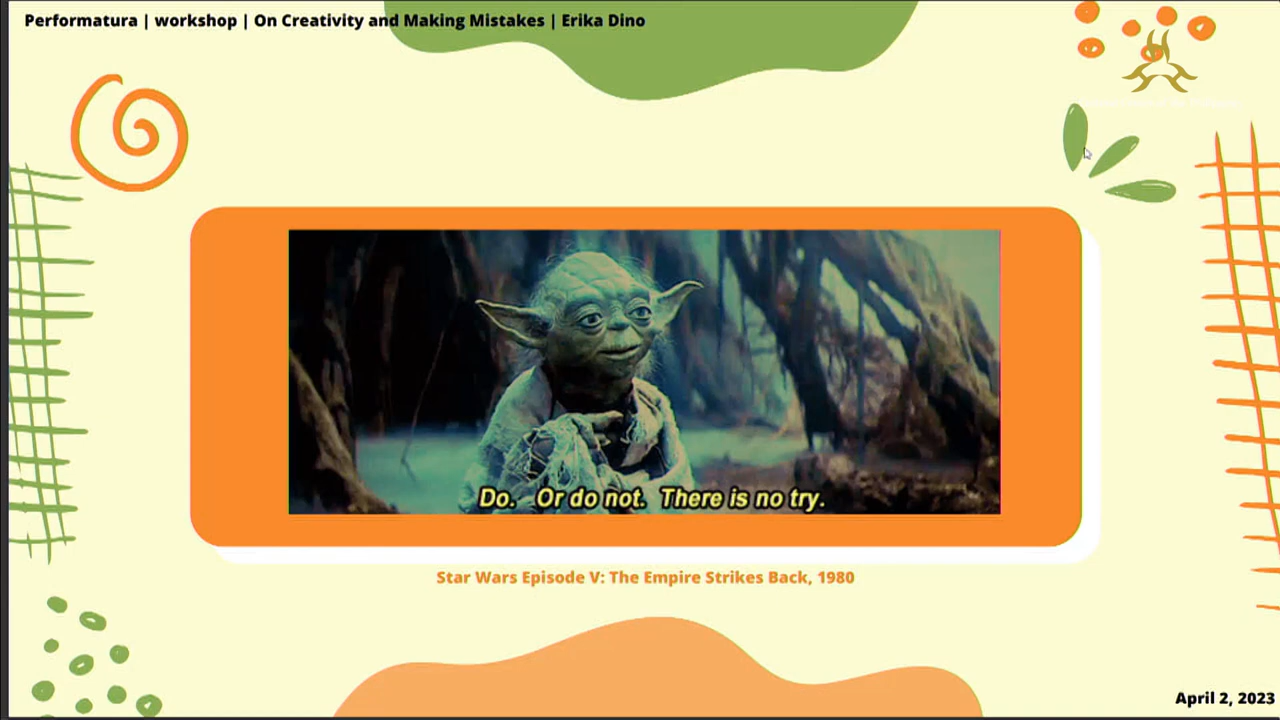 Performatura | workshop | On Creativity and Making Mistakes | Erika Dino
Do. Or do not. There is no try.
Star Wars Episode V: The Empire Strikes Back, 1980
April 2, 2023